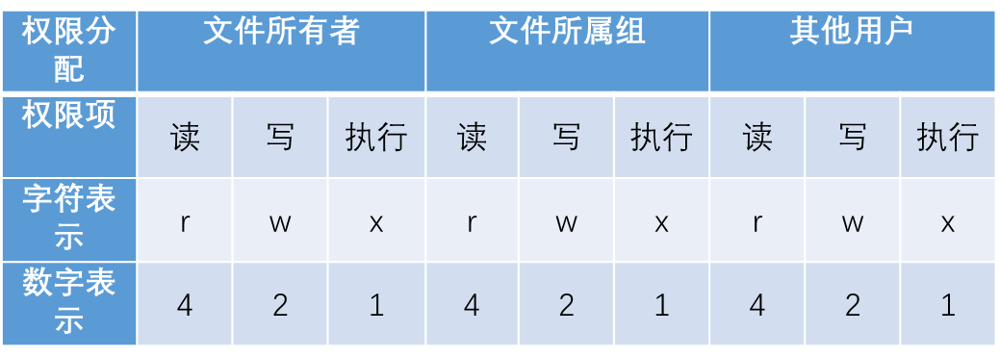 权限分配 文件所有者 文件所属组 其他用户
权限项 读 写 执行 读 写 执行 读 写 执行
字符表示 r w x r w x r w x
数字表示 4 2 1 4 2 1 4 2 1